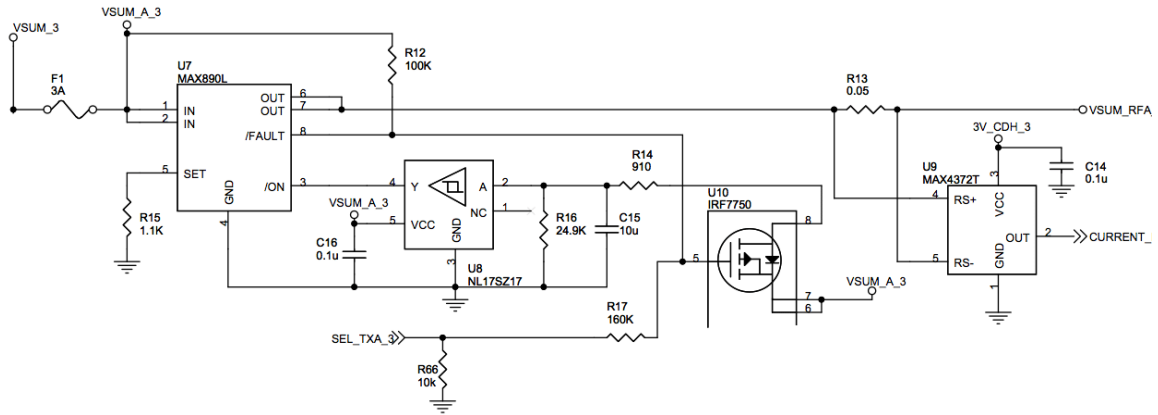 VSUM_A_3
VSUM_3
F1
3A
U7
MAX890L
R12
100K
1
IN
2
IN
OUT
6
OUT
7
/FAULT
8
5
SET
/ON
3
GND
4
R15
1.1K
VSUM_A_3
C16
0.1u
4
Y
A
2
NC
1
5
VCC
GND
3
U8
NL17SZ17
R14
910
R16
24.9K
C15
10u
U10
IRF7750
8
5
7
6
VSUM_A_3
R17
160K
SEL_TXA_3
R66
10k
R13
0.05
VSUM_RFA_
3V_CDH_3
C14
0.1u
U9
MAX4372T
3
4
RS+
VCC
OUT
2
CURRENT_
5
RS-
GND
1